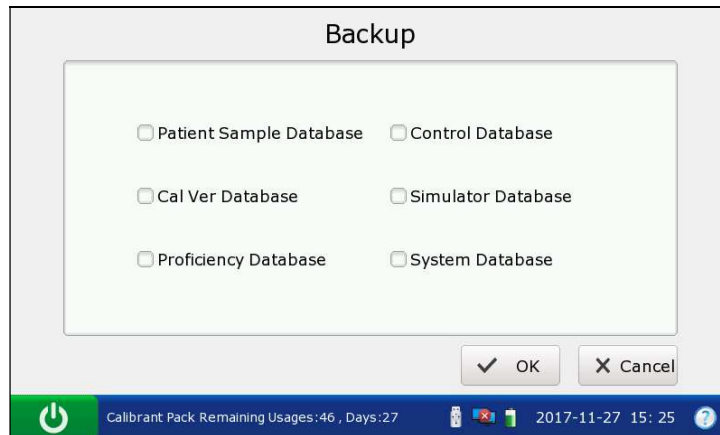 Backup
Patient Sample Database Control Database
Cal Ver Database Simulator Database
Proficiency Database System Database
OK Cancel
Calibrant Pack Remaining Usages:46 , Days:27 2017-11-27 15: 25 ?